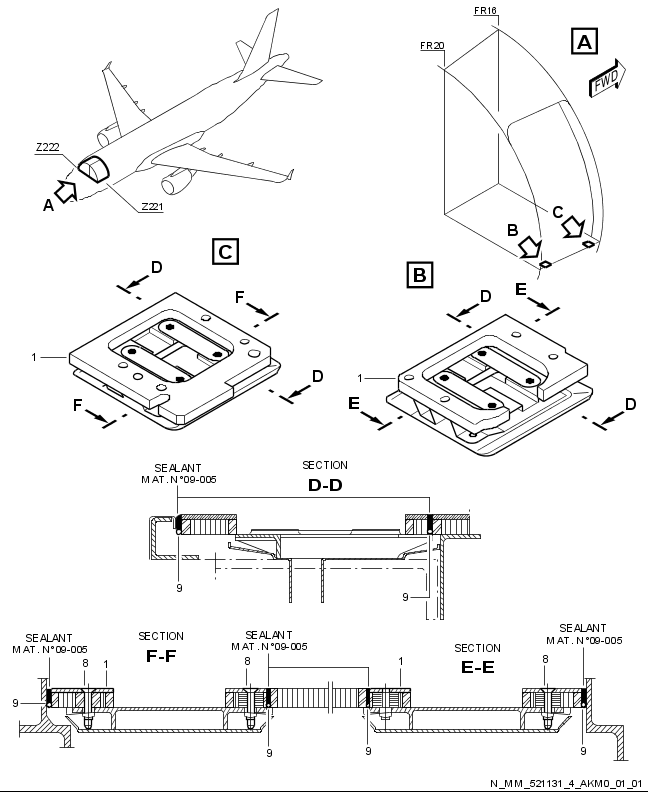 FR16
A
FR20
FWD
Z222
A
Z221
C
B
C
D
F
B
D
E
1
D
F
1
E
D
SEALANT
MAT. N°09-005
SECTION
D-D
9
9
SEALANT
MAT. N°09-005
SECTION
F-F
SEALANT
MAT. N°09-005
SECTION
E-E
SEALANT
MAT. N°09-005
8
1
8
1
8
9
9
9
9
N_MM_521131_4_AKM0_01_01